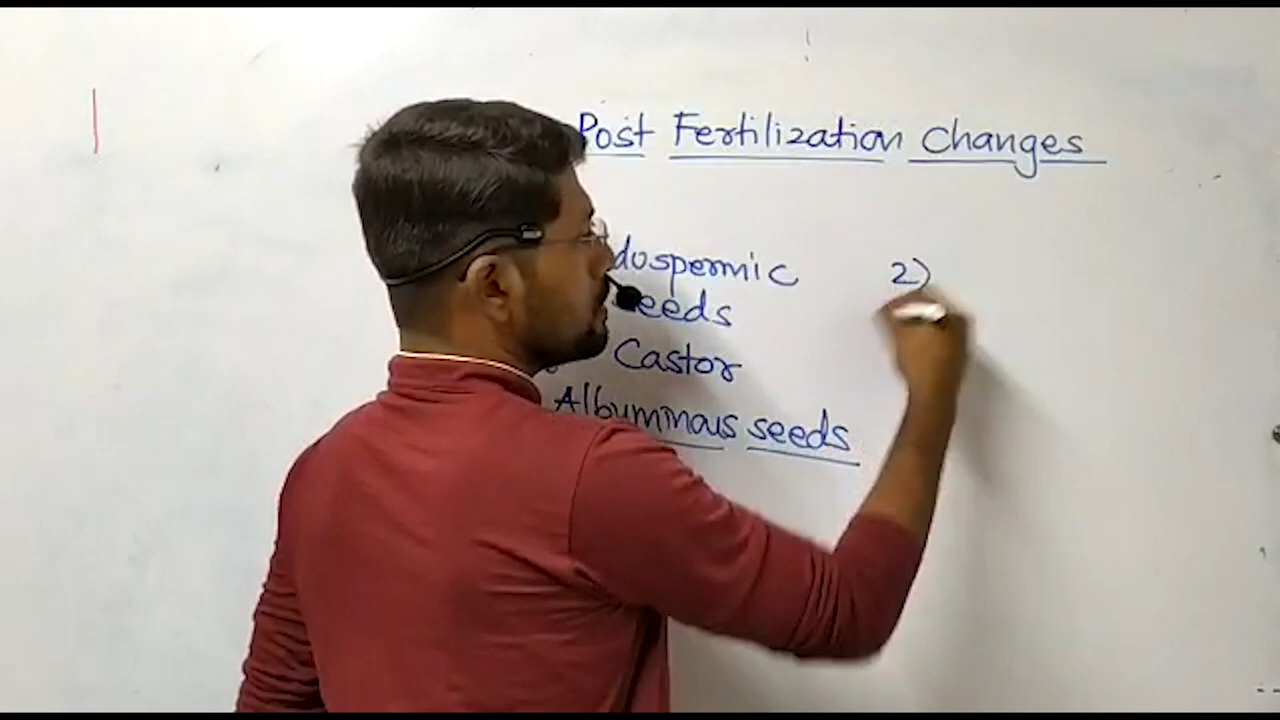 Post Fertilization Changes
dospermic 2)
seeds
Castor
Albuminous seeds